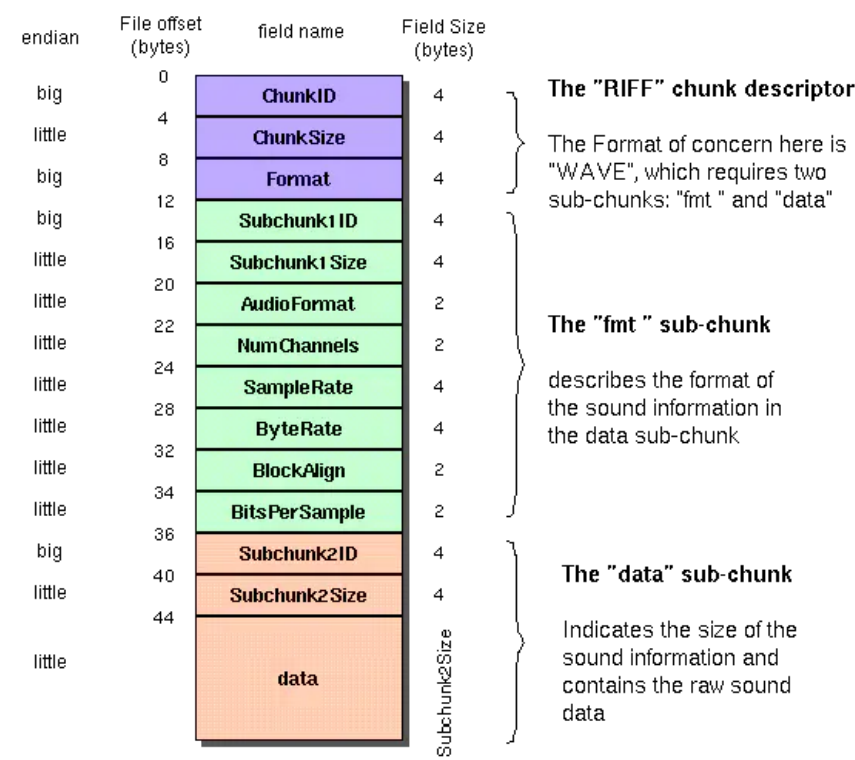 endian
File offset
(bytes)
field name
Field Size
(bytes)
0
big
ChunkID
4
4
little
ChunkSize
4
8
big
Format
4
12
big
Subchunk1ID
4
16
little
Subchunk1Size
4
20
little
AudioFormat
2
22
little
NumChannels
2
24
little
SampleRate
4
28
little
ByteRate
4
32
little
BlockAlign
2
34
little
BitsPerSample
2
36
big
Subchunk2ID
4
40
little
Subchunk2Size
4
44
little
data
Subchunk2Size
The "RIFF" chunk descriptor
The Format of concern here is
"WAVE", which requires two
sub-chunks: "fmt " and "data"
The "fmt " sub-chunk
describes the format of
the sound information in
the data sub-chunk
The "data" sub-chunk
Indicates the size of the
sound information and
contains the raw sound
data